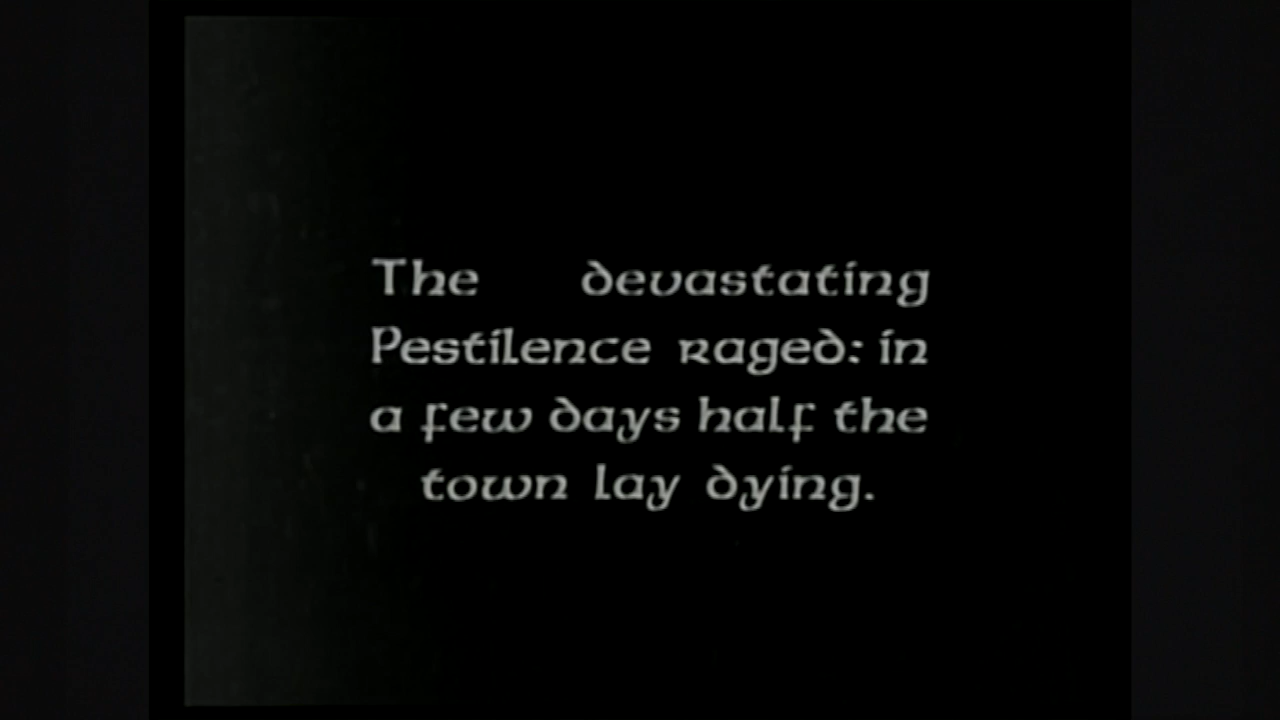 The devastating
Pestilence raged: in
a few days half the
town lay dying.